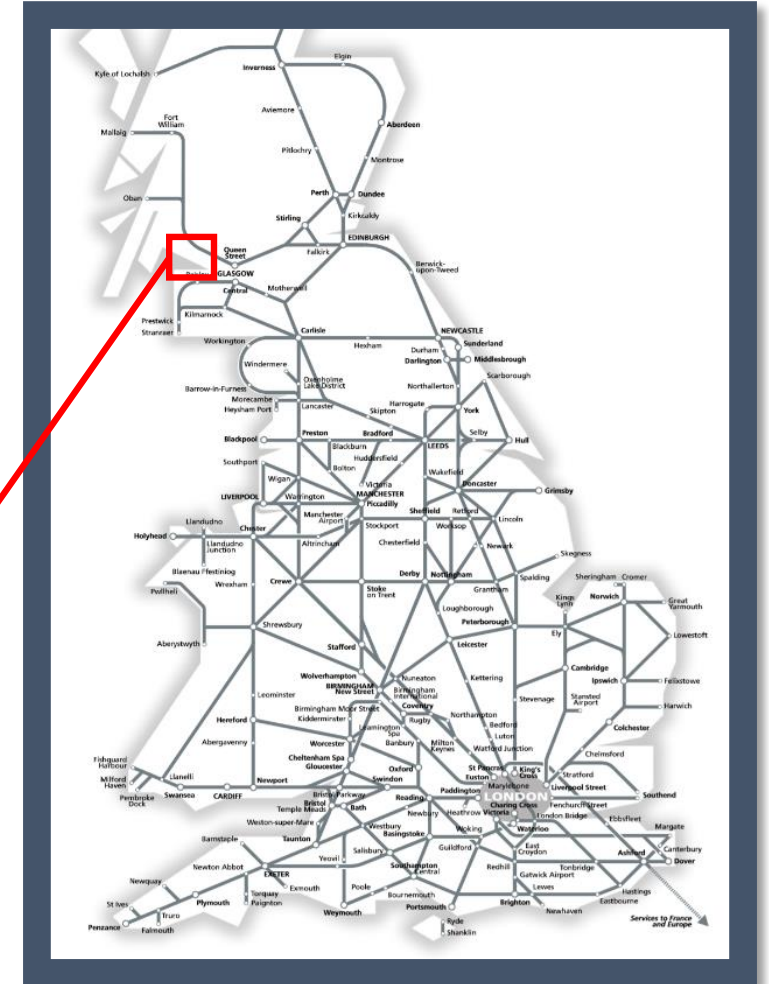 Elgin
Kyle of Lochalsh
Inverness
Aviemore
Fort
William
Mallaig
Aberdeen
Pitlochry
Montrose
Perth
Dundee
Oban
Stirling
Kirkcaldy
Queen
Street
EDINBURGH
Falkirk
Berwick-
upon-Tweed
GLASGOW
Central
Motherwell
Kilmarnock
Prestwick
Stranraer
Carlisle
NEWCASTLE
Workington
Hexham
Sunderland
Durham
Darlington
Middlesbrough
Windermere
Scarborough
Oxenholme
Lake District
Northallerton
Barrow-in-Furness
Morecambe
Heysham Port
Lancaster
Harrogate
York
Skipton
Blackpool
Preston
Bradford
LEEDS
Selby
Hull
Blackburn
Huddersfield
Southport
Bolton
Wakefield
Wigan
Victoria
Doncaster
LIVERPOOL
Warrington
MANCHESTER
Piccadilly
Grimsby
Manchester
Airport
Sheffield
Retford
Llandudno
Chester
Stockport
Worksop
Lincoln
Holyhead
Llandudno
Junction
Altrincham
Chesterfield
Newark
Skegness
Blaenau Ffestiniog
Wrexham
Crewe
Derby
Nottingham
Spalding
Sheringham
Cromer
Pwllheli
Stoke
on Trent
Grantham
Kings
Lynn
Norwich
Great
Yarmouth
Loughborough
Peterborough
Aberystwyth
Shrewsbury
Ely
Lowestoft
Stafford
Leicester
Wolverhampton
Cambridge
BIRMINGHAM
New Street
Nuneaton
Kettering
Ipswich
Felixstowe
Birmingham
International
Leominster
Birmingham Moor Street
Coventry
Stevenage
Stansted
Airport
Harwich
Hereford
Kidderminster
Rugby
Northampton
Leamington
Spa
Bedford
Colchester
Worcester
Banbury
Milton
Keynes
Luton
Abergavenny
Watford Junction
Chelmsford
Cheltenham Spa
Gloucester
Oxford
St Pancras
King's
Cross
Fishguard
Harbour
Euston
Stratford
Milford
Haven
Llanelli
Newport
Swindon
Paddington
Marylebone
Liverpool Street
Pembroke
Dock
Swansea
CARDIFF
Bristol Parkway
Reading
LONDON
Southend
Bristol
Temple Meads
Bath
Newbury
Heathrow
Victoria
Charing Cross
Fenchurch Street
London Bridge
Ebbsfleet
Weston-super-Mare
Westbury
Basingstoke
Woking
Waterloo
Margate
Barnstaple
Taunton
Guildford
East
Croydon
Canterbury
Salisbury
Ashford
Dover
Yeovil
Newton Abbot
Southampton
Central
Redhill
Tonbridge
Gatwick Airport
EXETER
Newquay
Exmouth
Poole
Lewes
Hastings
Torquay
Paignton
Bournemouth
Eastbourne
St Ives
Plymouth
Weymouth
Portsmouth
Brighton
Newhaven
Truro
Penzance
Falmouth
Ryde
Shanklin
Services to France
and Europe